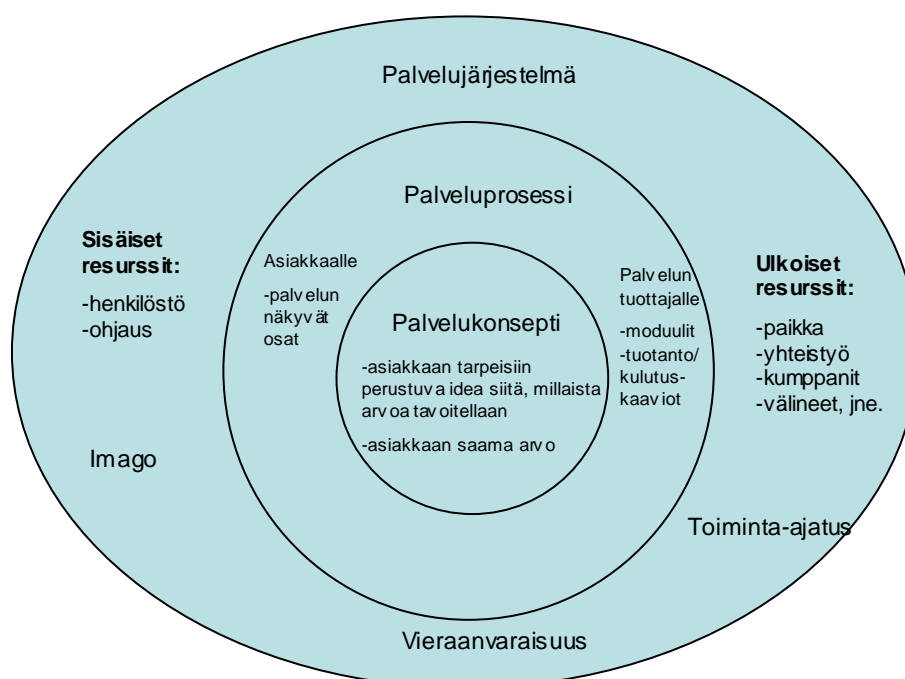 Palvelujärjestelmä
Palveluprosessi
Sisäiset
resurssit:
-henkilöstö
-ohjaus
Asiakkaalle
-palvelun
näkyvät
osat
Palvelukonsepti
-asiakkaan tarpeisiin
perustuva idea siitä, millaista
arvoa tavoitellaan
-asiakkaan saama arvo
Palvelun
tuottajalle
-moduulit
-tuotanto/
kulutus-
kaaviot
Ulkoiset
resurssit:
-paikka
-yhteistyö
-kumppanit
-välineet, jne.
Imago
Toiminta-ajatus
Vieraanvaraisuus